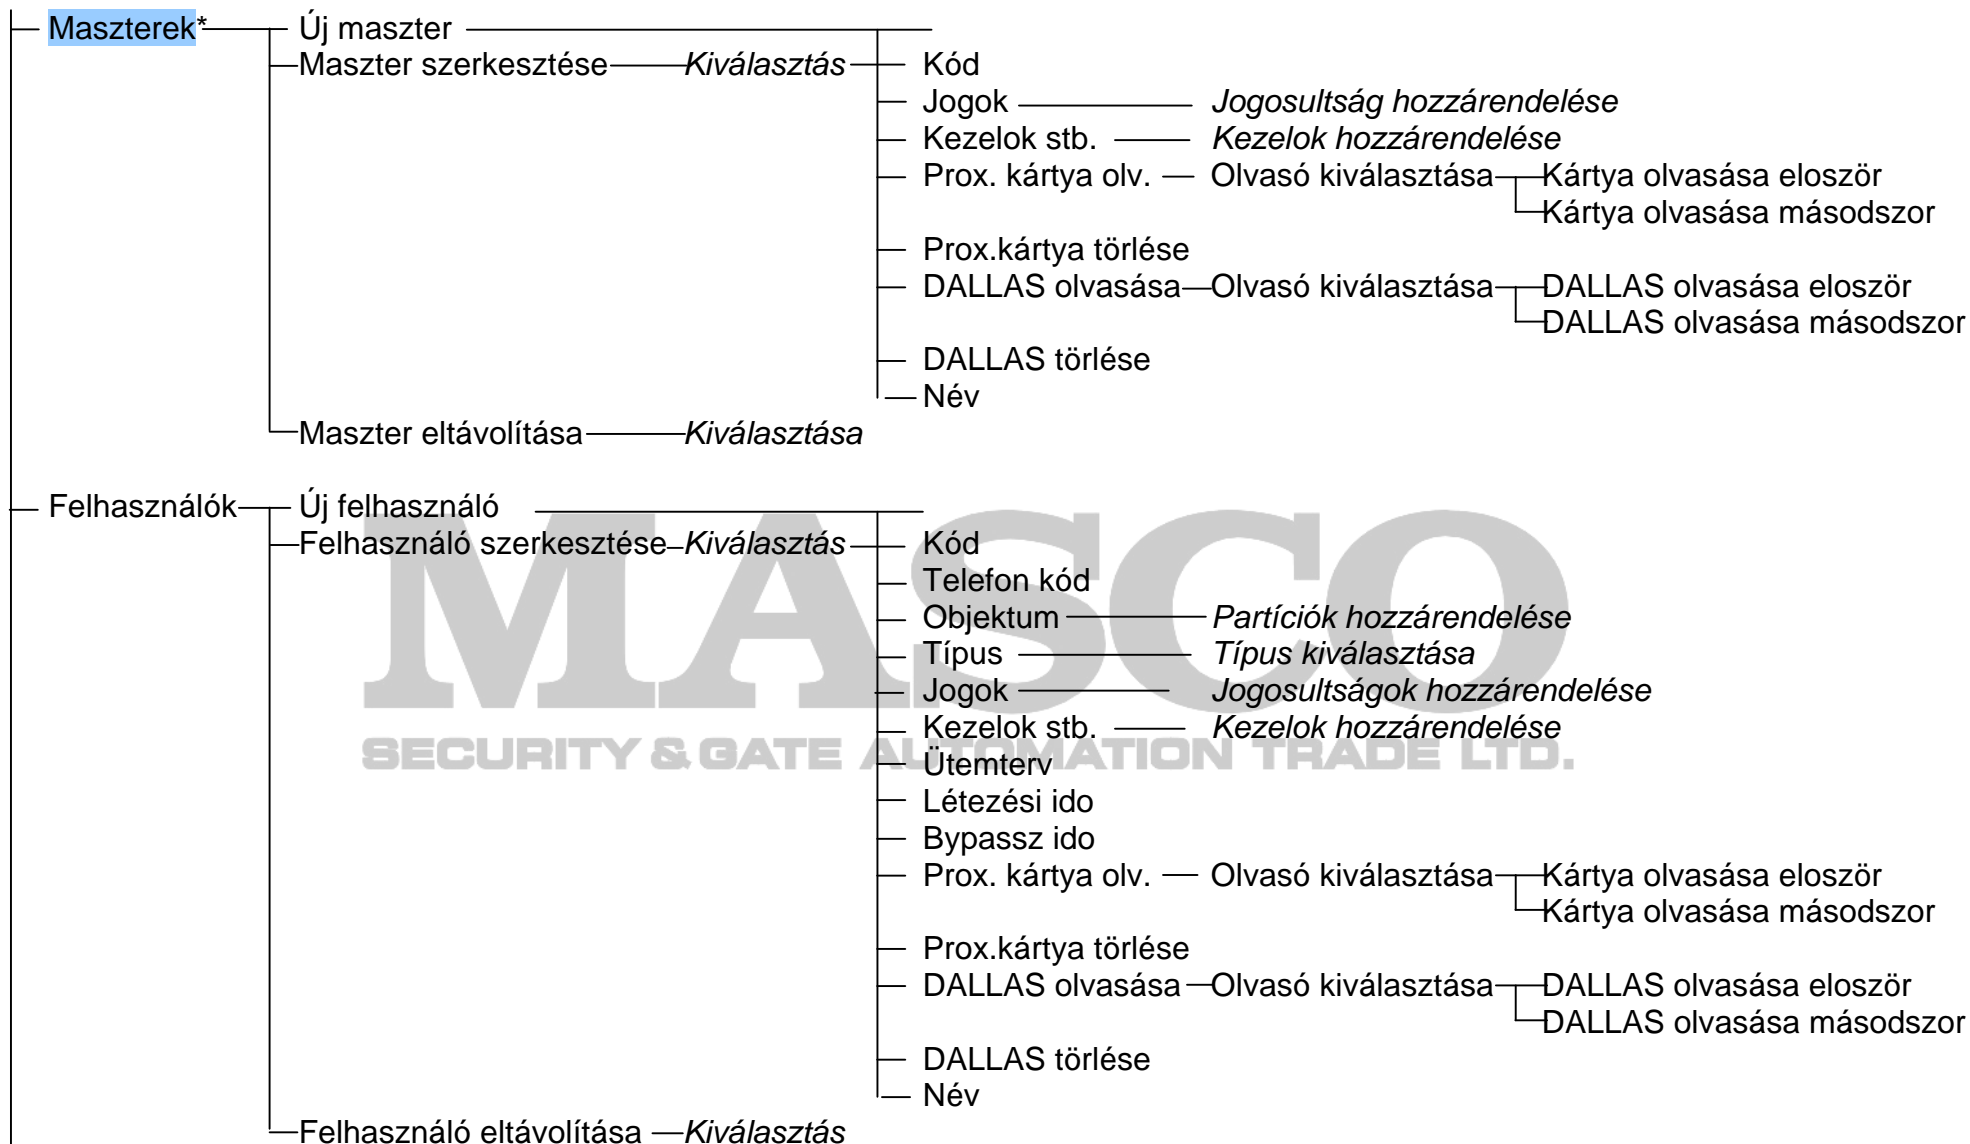 Maszterek* Új maszter
Maszter szerkesztése Kiválasztás Kód
Jogok Jogosultság hozzárendelése
Kezelok stb. Kezelok hozzárendelése
Prox. kártya olv. Olvasó kiválasztása Kártya olvasása eloször
Kártya olvasása másodszor
Prox.kártya törlése
DALLAS olvasása Olvasó kiválasztása DALLAS olvasása eloször
DALLAS olvasása másodszor
DALLAS törlése
Név
Maszter eltávolítása Kiválasztása
Felhasználók Új felhasználó
Felhasználó szerkesztése Kiválasztás Kód
Telefon kód
Objektum Partíciók hozzárendelése
Típus Típus kiválasztása
Jogok Jogosultságok hozzárendelése
Kezelok stb. Kezelok hozzárendelése
Ütemterv
Létezési ido
Bypassz ido
Prox. kártya olv. Olvasó kiválasztása Kártya olvasása eloször
Kártya olvasása másodszor
Prox.kártya törlése
DALLAS olvasása Olvasó kiválasztása DALLAS olvasása eloször
DALLAS olvasása másodszor
DALLAS törlése
Név
Felhasználó eltávolítása Kiválasztás
MASCO
SECURITY & GATE AUTOMATION TRADE LTD.